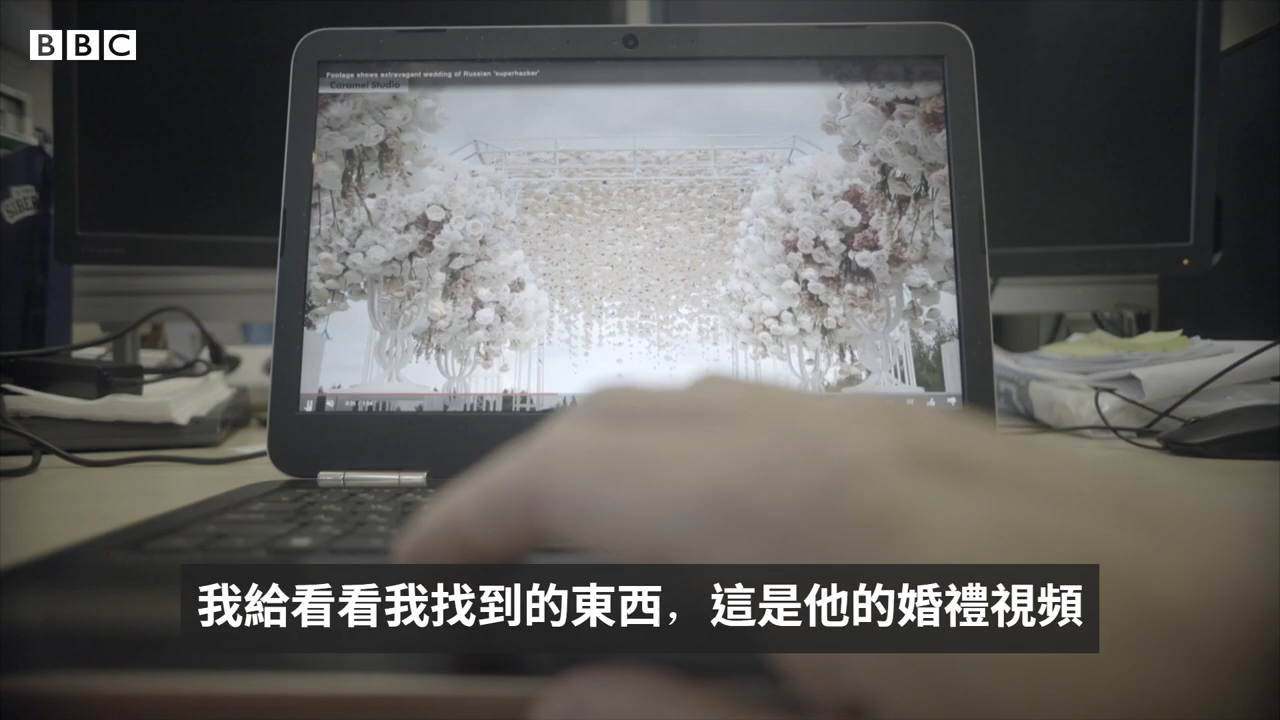 BBC
Footage shows extravagant wedding of Russian 'superhacker'
Caramel Studio
SIBER
我給看看我找到的東西，這是他的婚禮視頻